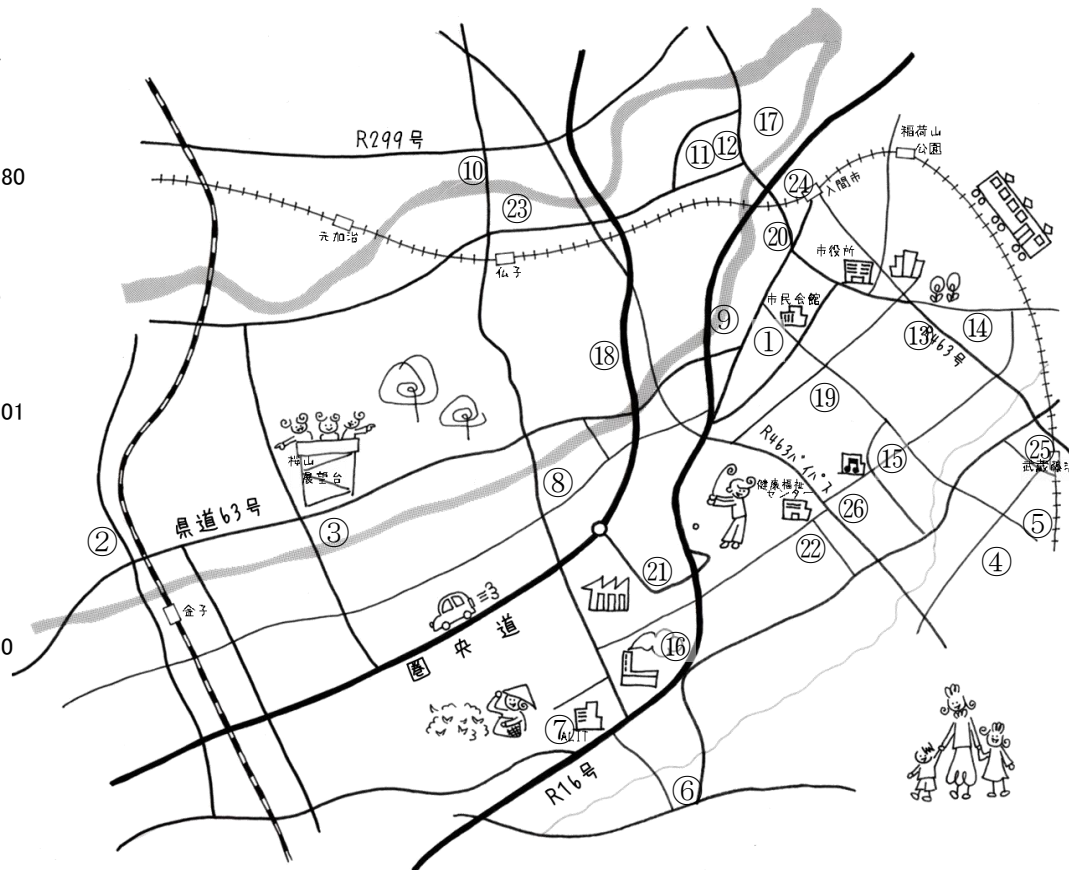 80
01
0
R299号
稲荷山
公園
⑰
⑫
⑪
⑩
㉔
入間市
㉓
元加治
仏子
⑳
市役所
市民会館
⑨
①
⑬
R463号
⑭
⑱
⑲
桜山
展望台
R463バイパス
⑮
㉕
武蔵藤沢
⑧
健康福祉
センター
㉖
県道63号
②
③
⑤
㉒
④
㉑
金子
圏央道
⑯
⑦
ALIT
⑥
R16号